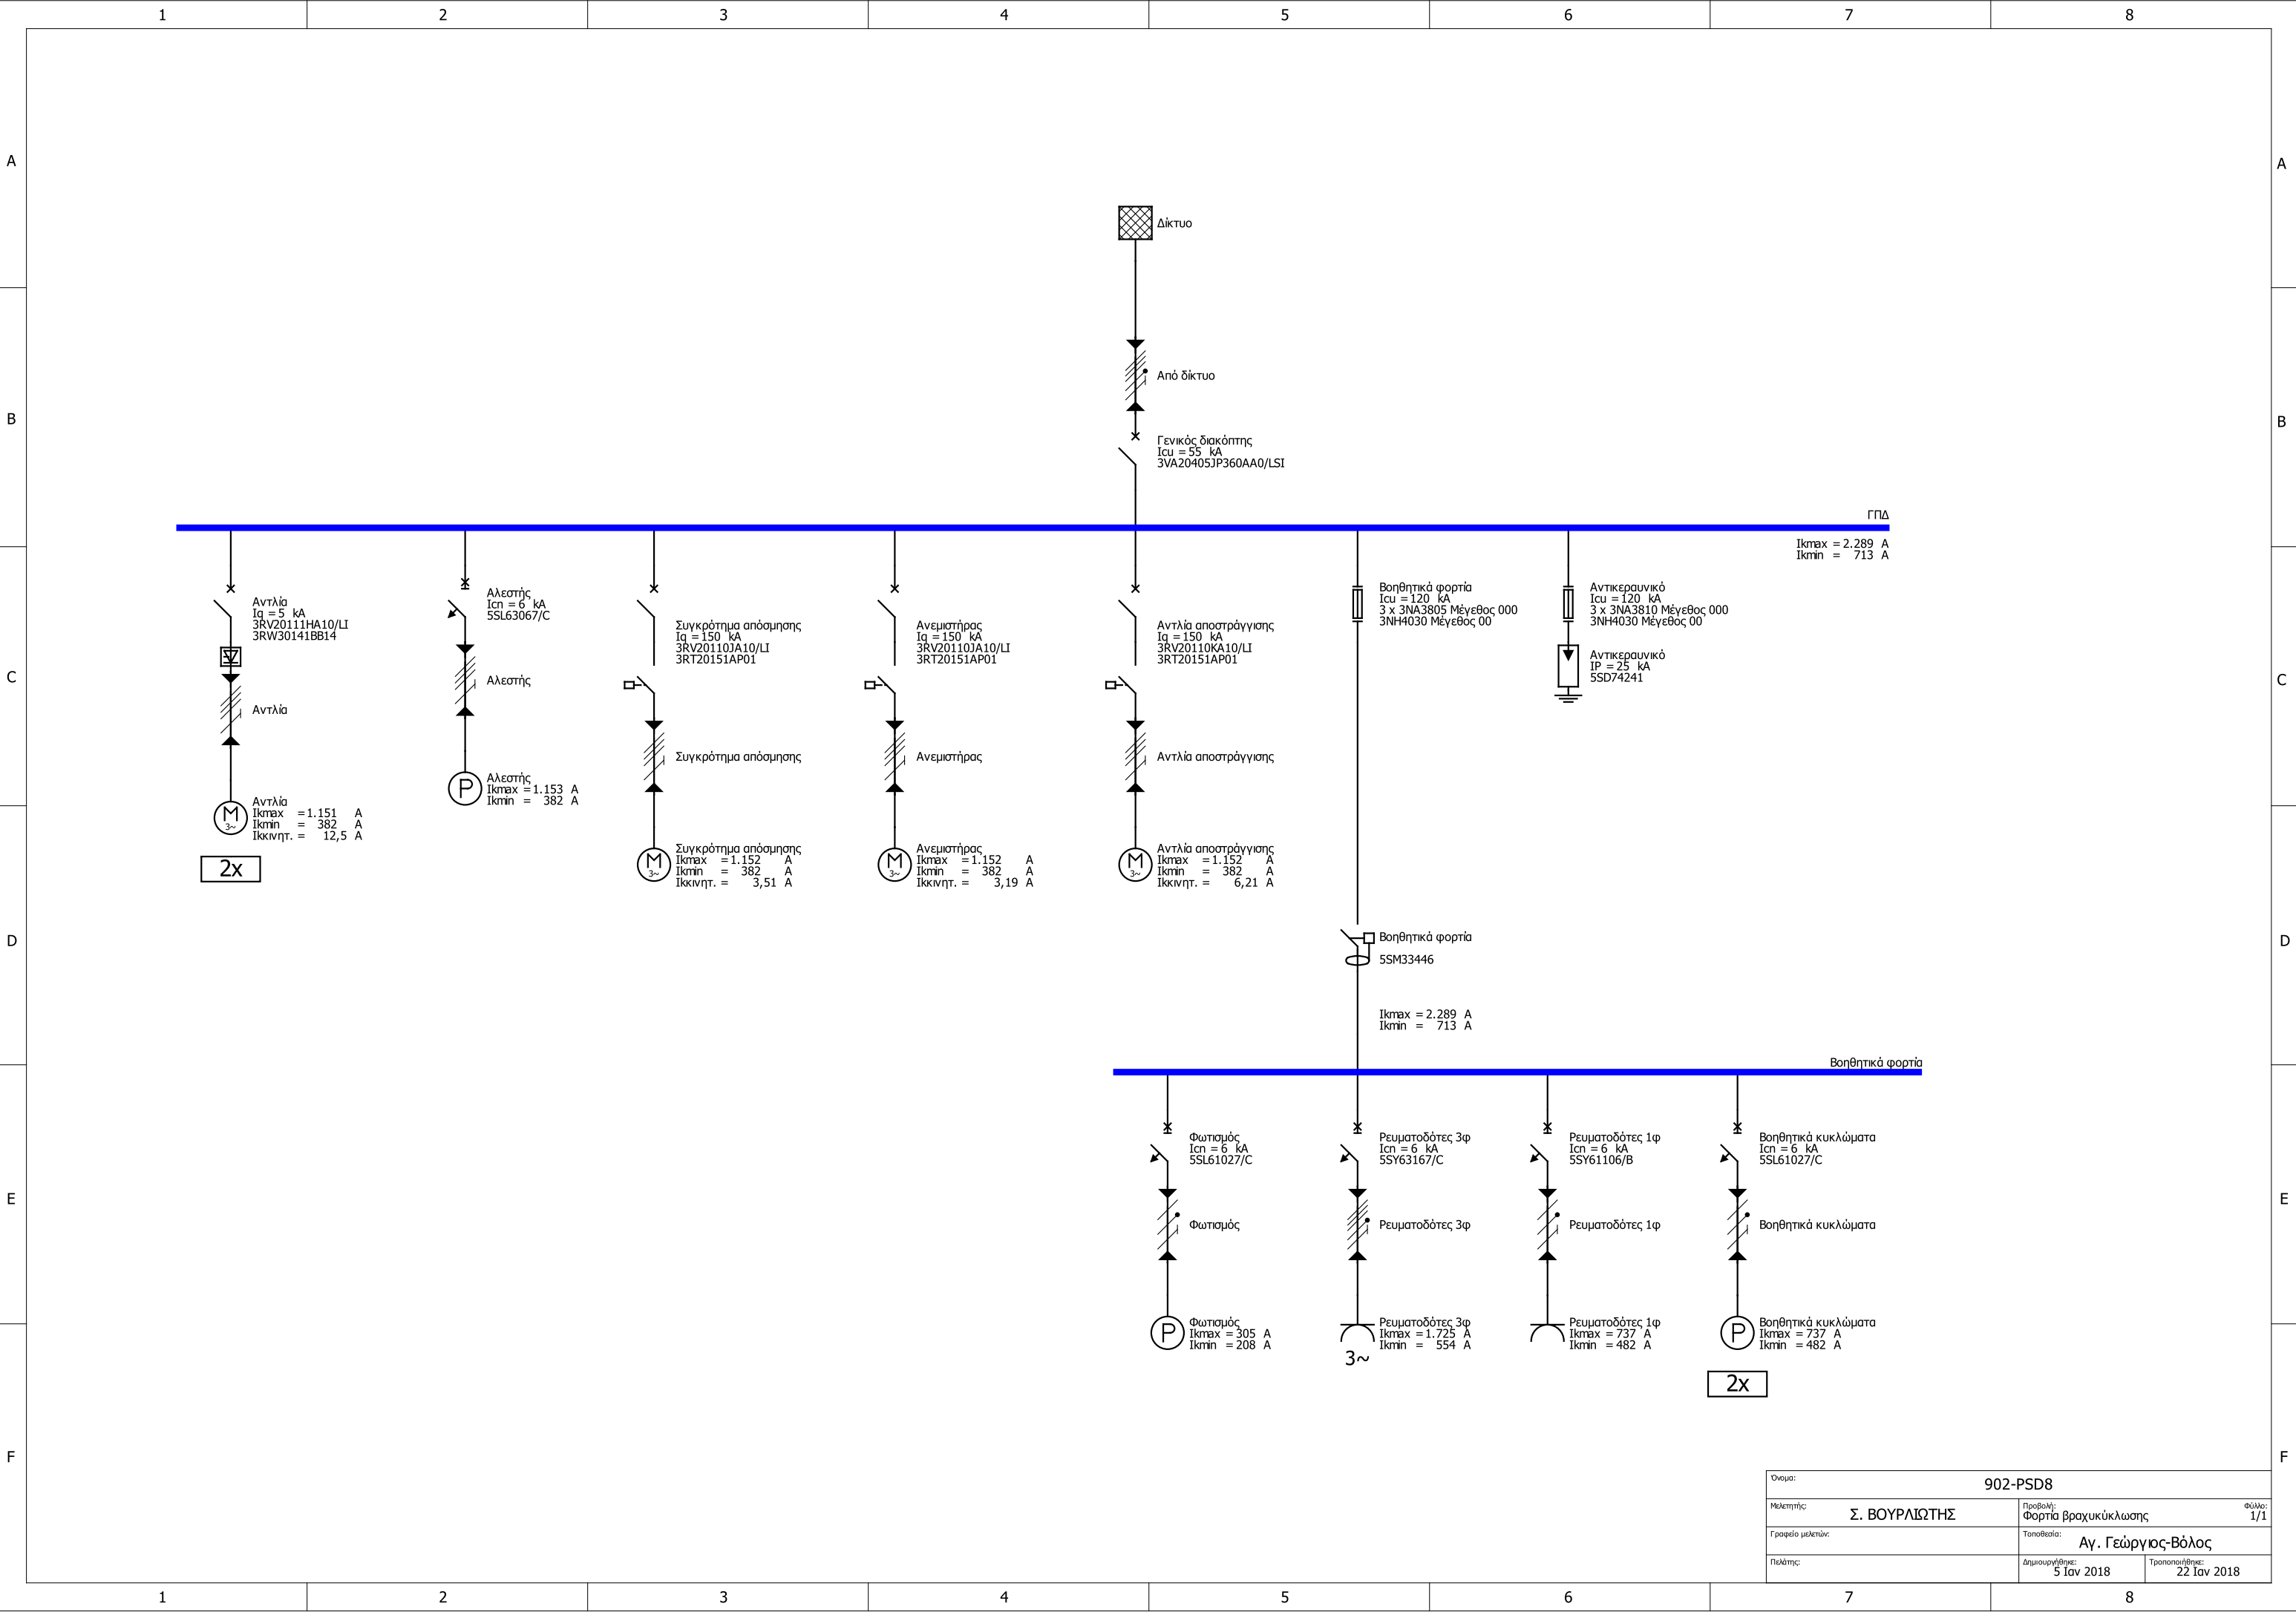 1 2 3 4 5 6 7 8
A A
Δίκτυο
Από δίκτυο
B B
Γενικός διακόπτης
Icu = 55 kA
3VA20405JP360AA0/LSI
ΓΠΔ
Ikmax = 2.289 A
Ikmin = 713 A
Αντλία
Iq = 5 kA
3RV20111HA10/LI
3RW30141BB14
Αντλία
Αντλία
Ikmax = 1.151 A
Ikmin = 382 A
Ikκινητ. = 12,5 A
2x
Αλεστής
Icn = 6 kA
5SL63067/C
Αλεστής
P
Αλεστής
Ikmax = 1.153 A
Ikmin = 382 A
M
3~
Συγκρότημα απόσμησης
Iq = 150 kA
3RV20110JA10/LI
3RT20151AP01
Συγκρότημα απόσμησης
M
3~
Συγκρότημα απόσμησης
Ikmax = 1.152 A
Ikmin = 382 A
Ikκινητ. = 3,51 A
Ανεμιστήρας
Iq = 150 kA
3RV20110JA10/LI
3RT20151AP01
Ανεμιστήρας
M
3~
Ανεμιστήρας
Ikmax = 1.152 A
Ikmin = 382 A
Ikκινητ. = 3,19 A
Αντλία αποστράγγισης
Iq = 150 kA
3RV20110KA10/LI
3RT20151AP01
Αντλία αποστράγγισης
M
3~
Αντλία αποστράγγισης
Ikmax = 1.152 A
Ikmin = 382 A
Ikκινητ. = 6,21 A
Βοηθητικά φορτία
Icu = 120 kA
3 x 3NA3805 Μέγεθος 000
3NH4030 Μέγεθος 00
Αντικεραυνικό
Icu = 120 kA
3 x 3NA3810 Μέγεθος 000
3NH4030 Μέγεθος 00
Αντικεραυνικό
IP = 25 kA
5SD74241
C C
D D
Βοηθητικά φορτία
5SM33446
Ikmax = 2.289 A
Ikmin = 713 A
Βοηθητικά φορτία
Φωτισμός
Icn = 6 kA
5SL61027/C
Φωτισμός
P
Φωτισμός
Ikmax = 305 A
Ikmin = 208 A
Ρευματοδότες 3φ
Icn = 6 kA
5SY63167/C
Ρευματοδότες 3φ
Ρευματοδότες 3φ
Ikmax = 1.725 A
Ikmin = 554 A
3~
Ρευματοδότες 1φ
Icn = 6 kA
5SY61106/B
Ρευματοδότες 1φ
Ρευματοδότες 1φ
Ikmax = 737 A
Ikmin = 482 A
Βοηθητικά κυκλώματα
Icn = 6 kA
5SL61027/C
Βοηθητικά κυκλώματα
P
Βοηθητικά κυκλώματα
Ikmax = 737 A
Ikmin = 482 A
2x
E E
F F
Όνομα:
902-PSD8
Μελετητής:
Σ. ΒΟΥΡΛΙΩΤΗΣ
Προβολή:
Φορτία βραχυκύκλωσης
Φύλλο:
1/1
Γραφείο μελετών:
Τοποθεσία:
Αγ. Γεώργιος-Βόλος
Πελάτης:
Δημιουργήθηκε:
5 Ιαν 2018
Τροποποιήθηκε:
22 Ιαν 2018
1 2 3 4 5 6 7 8